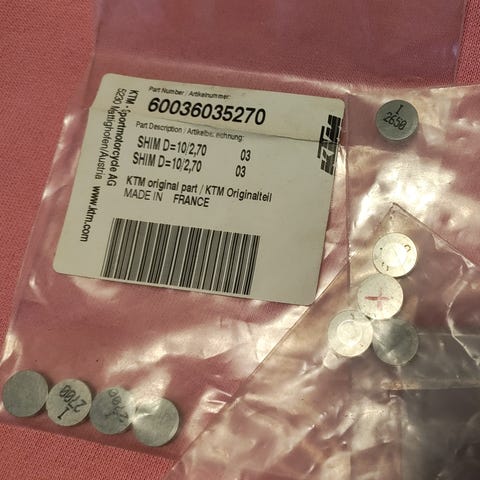 Part Number / Artikelnummer:
60036035270
Part Description / Artikelbezeichnung:
SHIM D=10/2,70 03
SHIM D=10/2,70 03
KTM original part / KTM Originalteil
MADE IN FRANCE
KTM - Sportmotorcycle AG
5230 Mattighofen/Austria www.ktm.com
KTM
I
2650
I
2700
I
2700